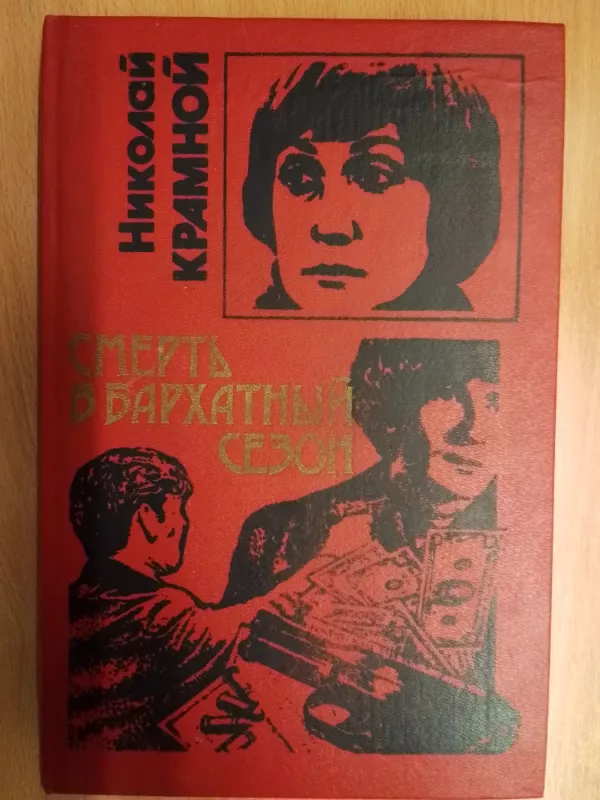 Николай
КРАМНОЙ
СМЕРТЬ
В БАРХАТНЫЙ
СЕЗОН